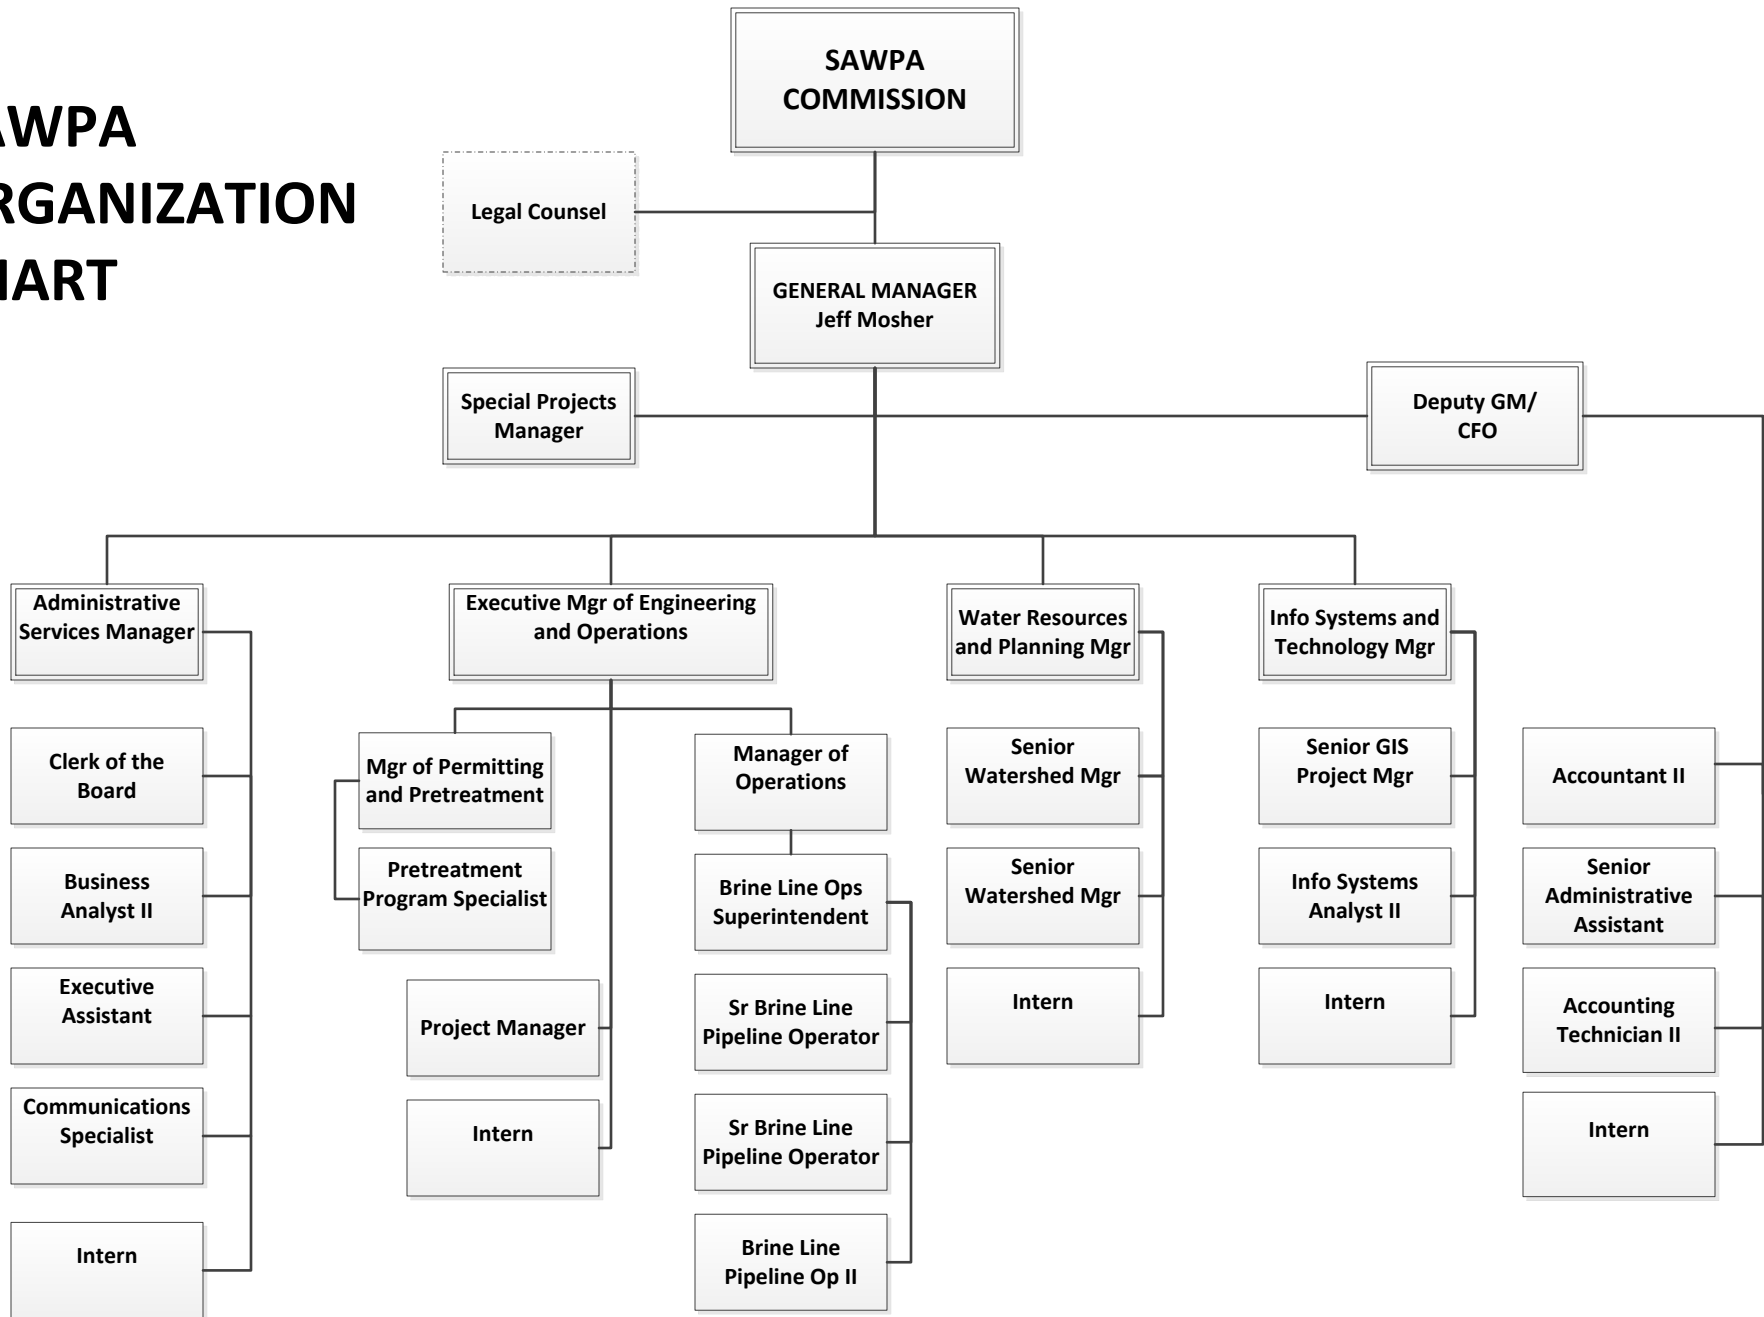 SAWPA
COMMISSION
AWPA
RGANIZATION
HART
Legal Counsel
GENERAL MANAGER
Jeff Mosher
Special Projects
Manager
Deputy GM/
CFO
Administrative
Services Manager
Executive Mgr of Engineering
and Operations
Water Resources
and Planning Mgr
Info Systems and
Technology Mgr
Clerk of the
Board
Business
Analyst II
Executive
Assistant
Communications
Specialist
Intern
Mgr of Permitting
and Pretreatment
Pretreatment
Program Specialist
Project Manager
Intern
Manager of
Operations
Brine Line Ops
Superintendent
Sr Brine Line
Pipeline Operator
Sr Brine Line
Pipeline Operator
Brine Line
Pipeline Op II
Senior
Watershed Mgr
Senior
Watershed Mgr
Intern
Senior GIS
Project Mgr
Info Systems
Analyst II
Intern
Accountant II
Senior
Administrative
Assistant
Accounting
Technician II
Intern